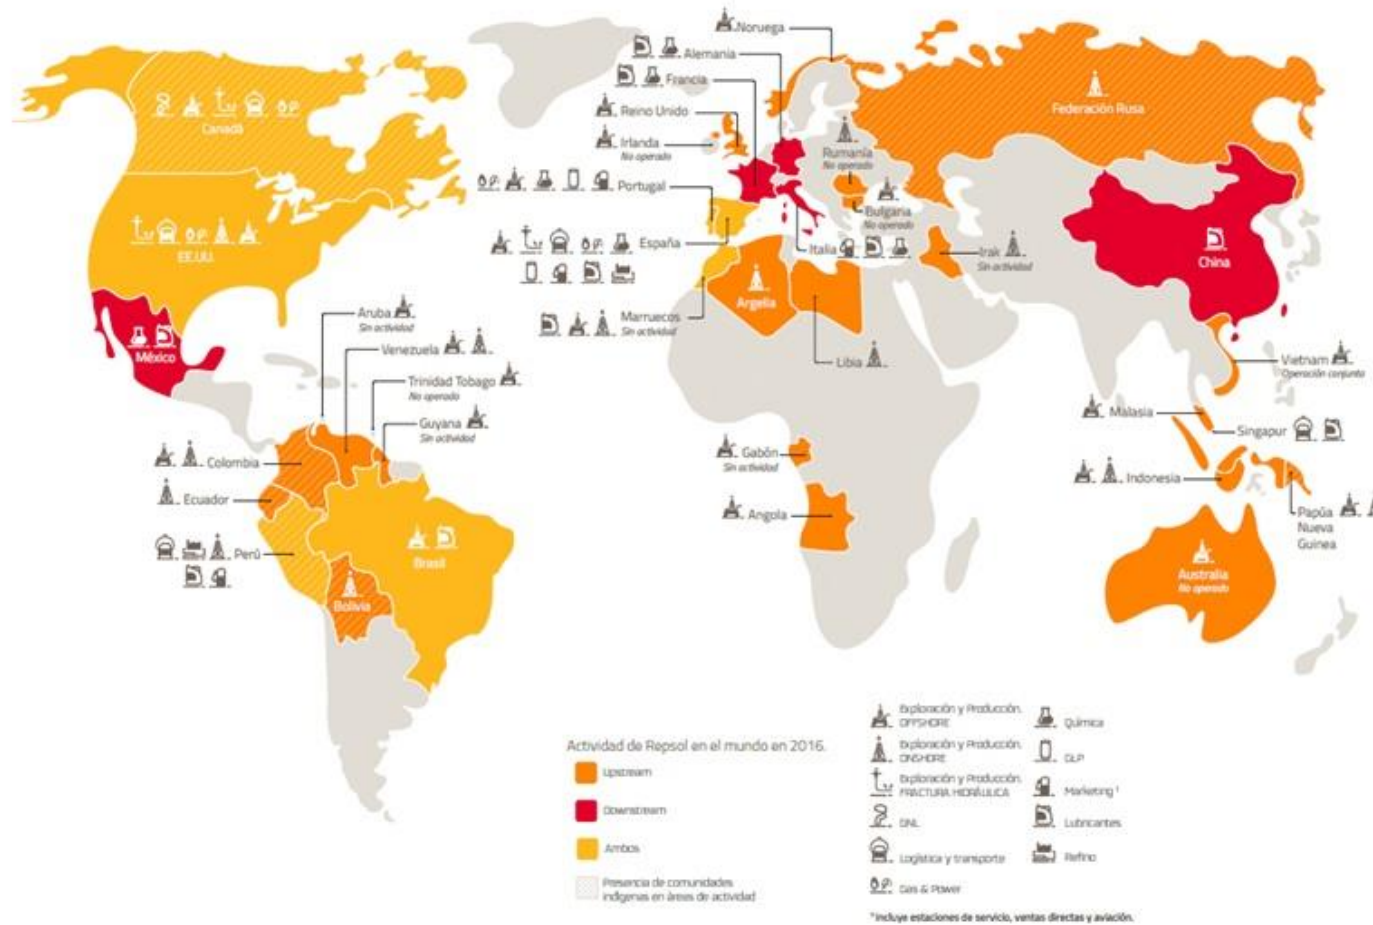 Noruega
Alemania
Francia
Reino Unido
Irlanda
No operado
Portugal
España
Marruecos
Sin actividad
Canadá
EE.UU.
México
Aruba
Sin actividad
Venezuela
Trinidad Tobago
No operado
Guyana
Sin actividad
Colombia
Ecuador
Perú
Brasil
Bolivia
Federación Rusa
Rumanía
No operado
Bulgaria
No operado
Italia
Irak
Sin actividad
Argelia
Libia
China
Vietnam
Operación conjunta
Malasia
Singapur
Indonesia
Papúa
Nueva
Guinea
Gabón
Sin actividad
Angola
Australia
No operado
Actividad de Repsol en el mundo en 2016.
Upstream
Downstream
Ambos
Presencia de comunidades
indígenas en áreas de actividad
Exploración y Producción.
OFFSHORE
Exploración y Producción.
ONSHORE
Exploración y Producción.
FRACTURA HIDRÁULICA
GNL
Logística y transporte
Gas & Power
Química
GLP
Marketing ¹
Lubricantes
Refino
¹ Incluye estaciones de servicio, ventas directas y aviación.